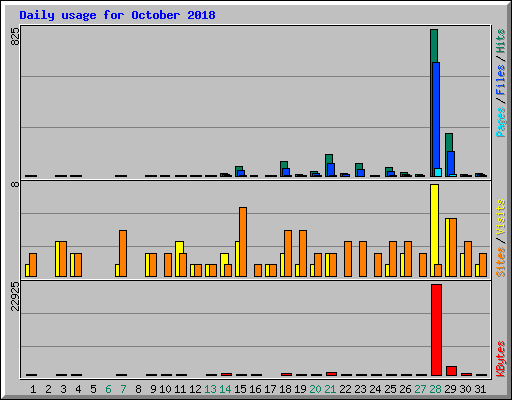 Daily usage for October 2018
825
Pages / Files / Hits
8
Sites / Visits
22925
KBytes
1 2 3 4 5 6 7 8 9 10 11 12 13 14 15 16 17 18 19 20 21 22 23 24 25 26 27 28 29 30 31